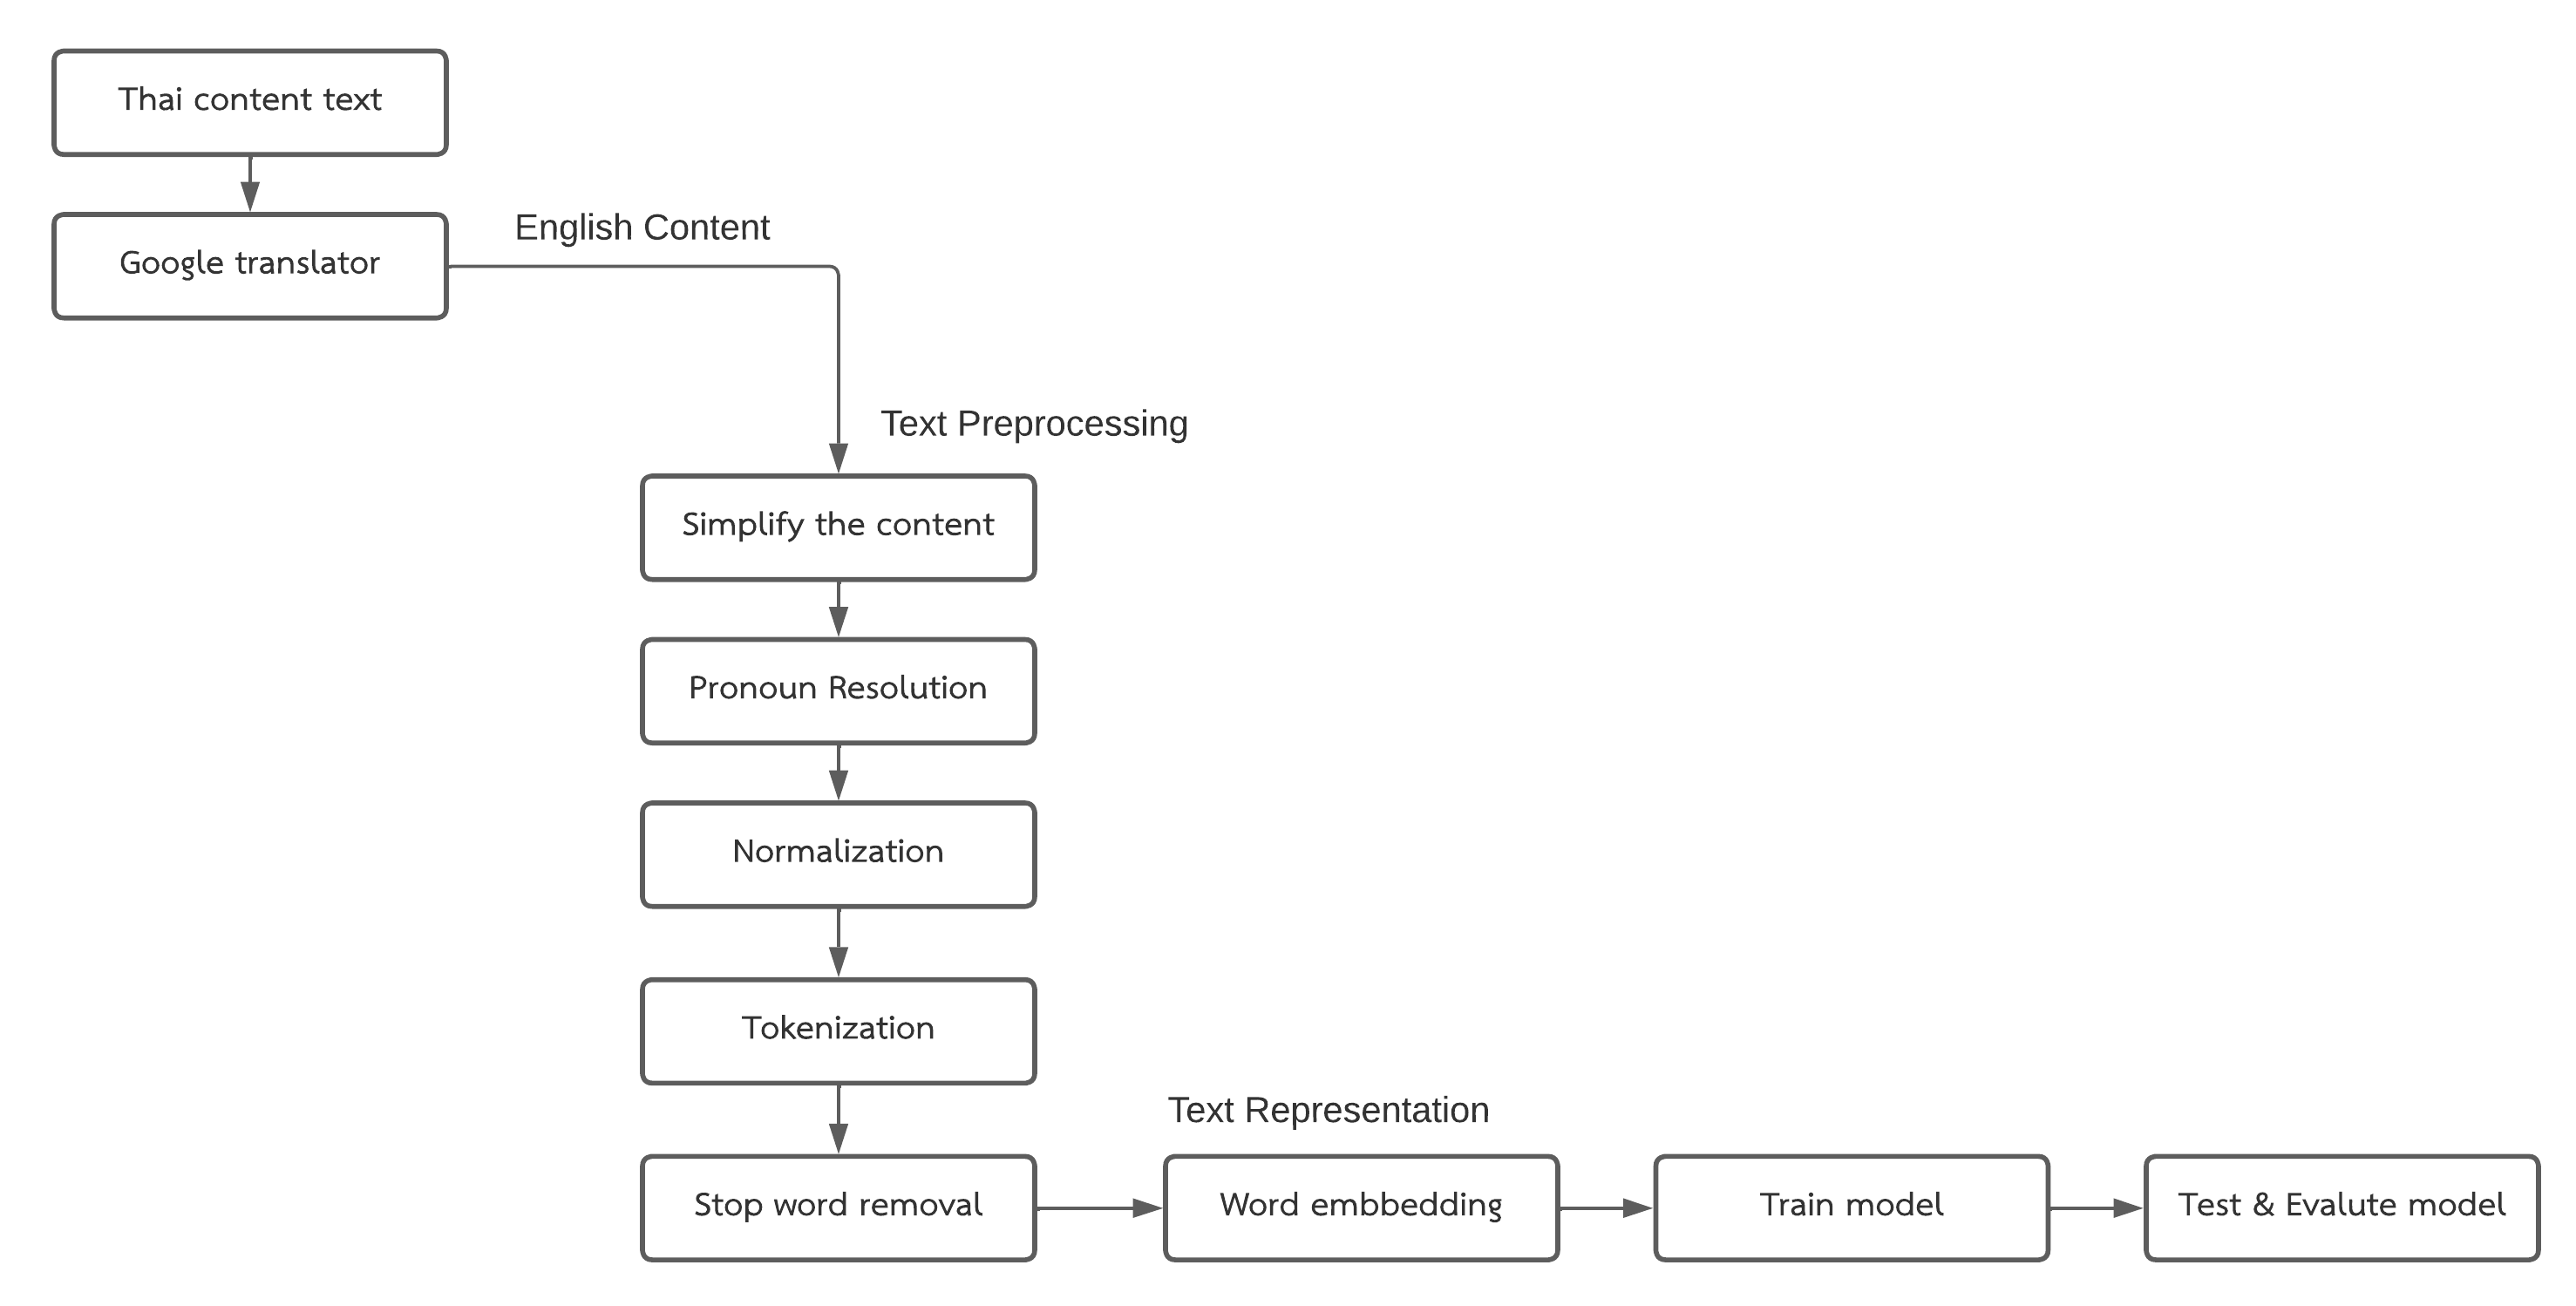 Thai content text
Google translator
English Content
Text Preprocessing
Simplify the content
Pronoun Resolution
Normalization
Tokenization
Stop word removal
Text Representation
Word embbedding
Train model
Test & Evalute model